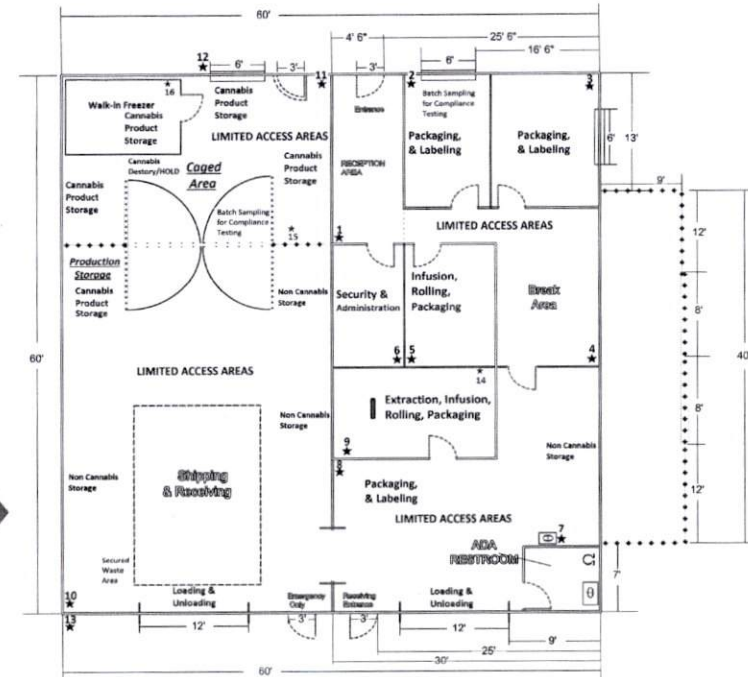 60'
4' 6"
25' 6"
16' 6"
12
6'
3'
11
3'
2
6'
3
16
Walk-in Freezer
Cannabis
Product
Storage
Cannabis
Product
Storage
LIMITED ACCESS AREAS
Entrance
Batch Sampling
for Compliance
Testing
Packaging,
& Labeling
Packaging,
& Labeling
6'
13'
Cannabis
Destory/HOLD
Caged
Area
Cannabis
Product
Storage
RECEPTION
AREA
9'
Cannabis
Product
Storage
Batch Sampling
for Compliance
Testing
15
1
LIMITED ACCESS AREAS
12'
Production
Storage
Cannabis
Product
Storage
Non Cannabis
Storage
Security &
Administration
Infusion,
Rolling,
Packaging
Break
Area
8'
60'
6
5
4
40'
LIMITED ACCESS AREAS
14
Non Cannabis
Storage
Extraction, Infusion,
Rolling, Packaging
8'
9
8
Non Cannabis
Storage
Non Cannabis
Storage
Shipping
& Receiving
Packaging,
& Labeling
12'
LIMITED ACCESS AREAS
7
ADA
RESTROOM
Secured
Waste
Area
7'
10
Loading &
Unloading
Emergency
Only
Receiving
Entrance
Loading &
Unloading
13
12'
3'
3'
12'
9'
25'
30'
60'